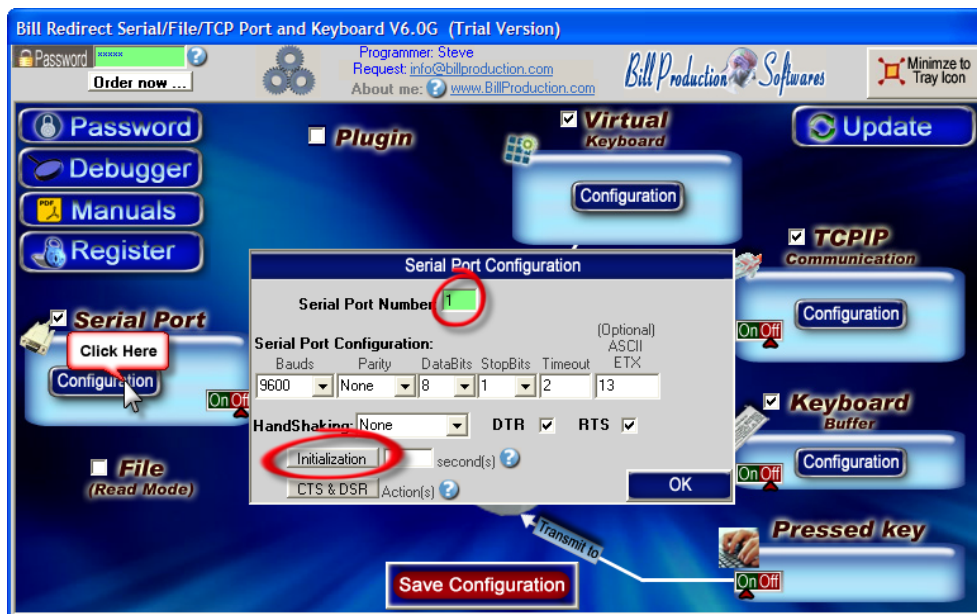 Bill Redirect Serial/File/TCP Port and Keyboard V6.0G (Trial Version)
Password xxxxx ?
Order now ...
Programmer: Steve
Request: info@billproduction.com
About me: ? www.BillProduction.com
Bill Production Softwares
Minimze to
Tray Icon
Password
Debugger
PDF Manuals
Register
Plugin
Virtual
Keyboard
Configuration
Update
TCPIP
Communication
Configuration
On Off
Serial Port
Click Here
Configuration
On Off
File
(Read Mode)
Serial Port Configuration
Serial Port Number 1
Serial Port Configuration:
(Optional)
ASCII
Bauds Parity DataBits StopBits Timeout ETX
9600 None 8 1 2 13
HandShaking: None DTR RTS
Initialization second(s) ?
CTS & DSR Action(s) ?
OK
Keyboard
Buffer
Configuration
On Off
Transmit to
Pressed key
On Off
Save Configuration